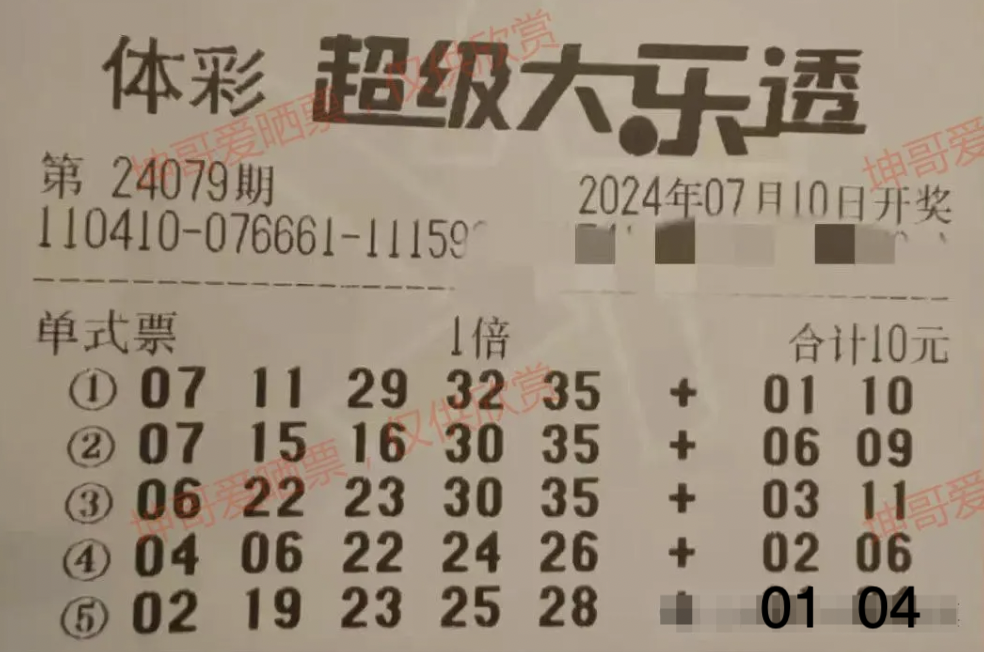 体彩 超级大乐透
第 24079期 2024年07月10日开奖
110410-076661-11159
单式票 1倍 合计10元
① 07 11 29 32 35 + 01 10
② 07 15 16 30 35 + 06 09
③ 06 22 23 30 35 + 03 11
④ 04 06 22 24 26 + 02 06
⑤ 02 19 23 25 28 01 04
坤哥爱晒票，仅供欣赏
坤哥爱
坤哥爱晒票，仅供欣赏
坤哥爱